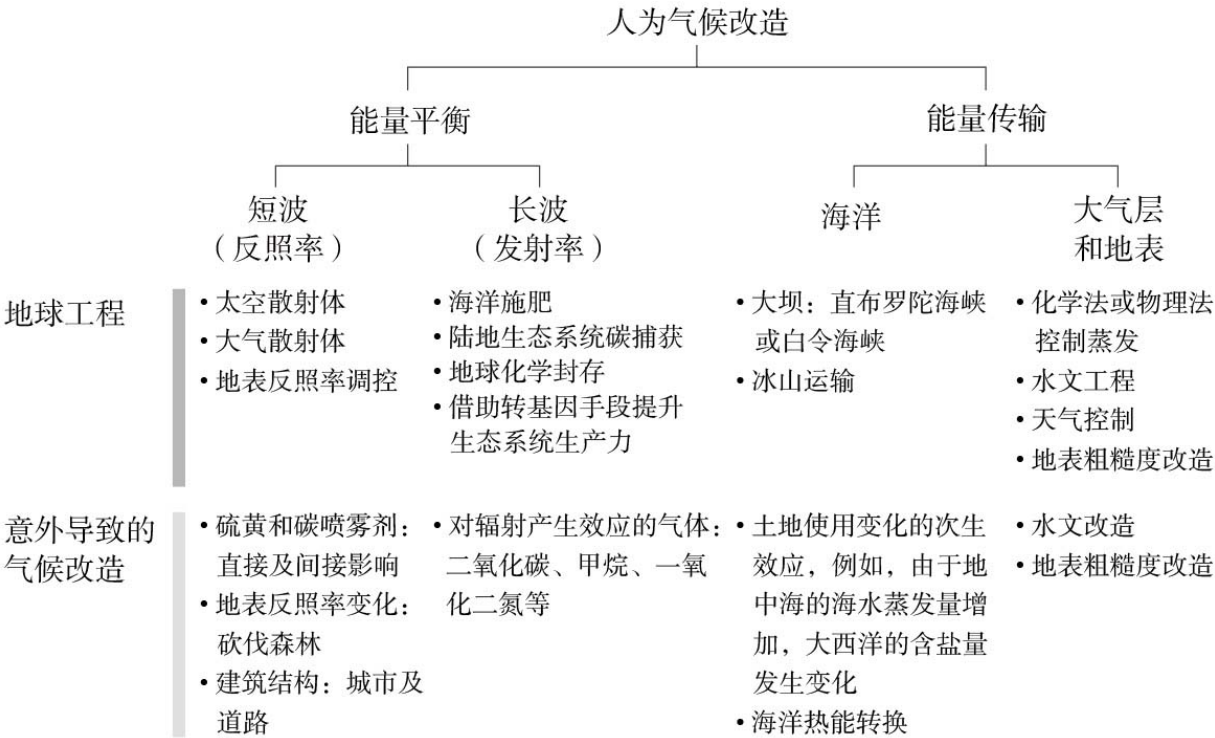 人为气候改造
能量平衡
能量传输
短波
（反照率）
长波
（发射率）
海洋
大气层
和地表
地球工程
• 太空散射体
• 大气散射体
• 地表反照率调控
• 海洋施肥
• 陆地生态系统碳捕获
• 地球化学封存
• 借助转基因手段提升
生态系统生产力
• 大坝：直布罗陀海峡
或白令海峡
• 冰山运输
• 化学法或物理法
控制蒸发
• 水文工程
• 天气控制
• 地表粗糙度改造
意外导致的
气候改造
• 硫黄和碳喷雾剂：
直接及间接影响
• 地表反照率变化：
砍伐森林
• 建筑结构：城市及
道路
• 对辐射产生效应的气体：
二氧化碳、甲烷、一氧
化二氮等
• 土地使用变化的次生
效应，例如，由于地
中海的海水蒸发量增
加，大西洋的含盐量
发生变化
• 海洋热能转换
• 水文改造
• 地表粗糙度改造